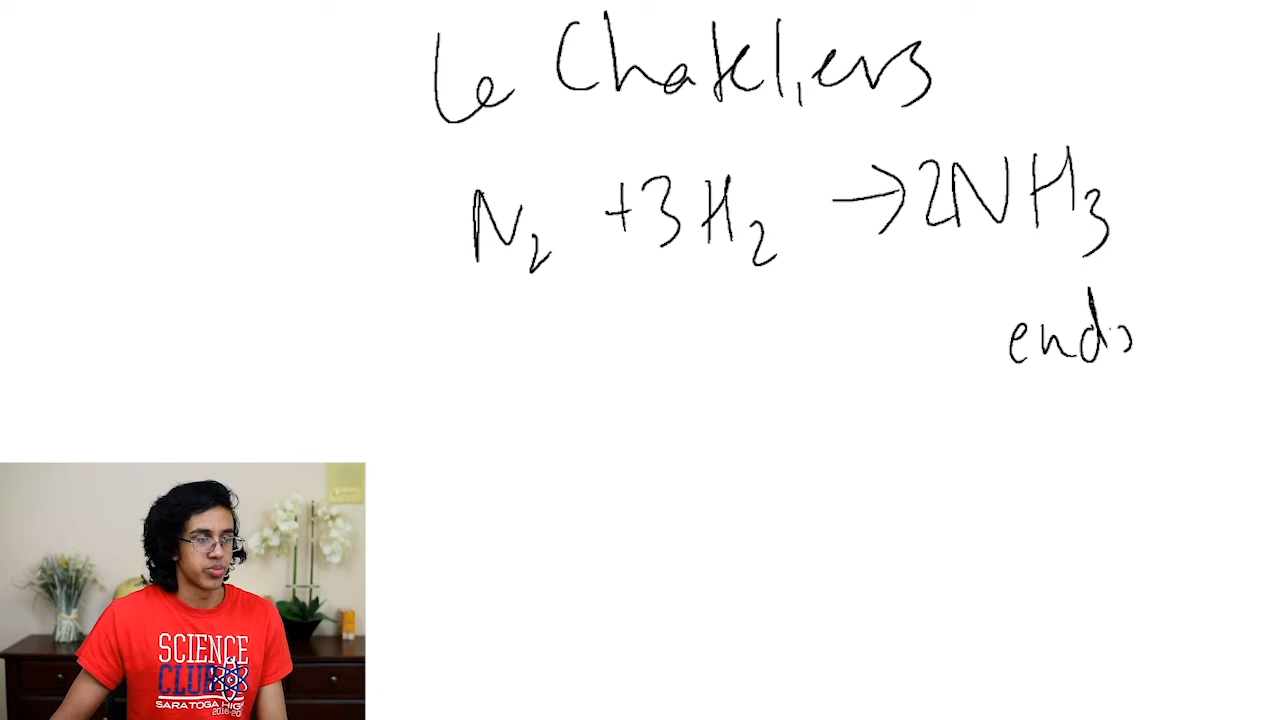 Le Chateliers
N₂ + 3H₂ → 2NH₃
endo
SCIENCE
CLUB
SARATOGA HIGH